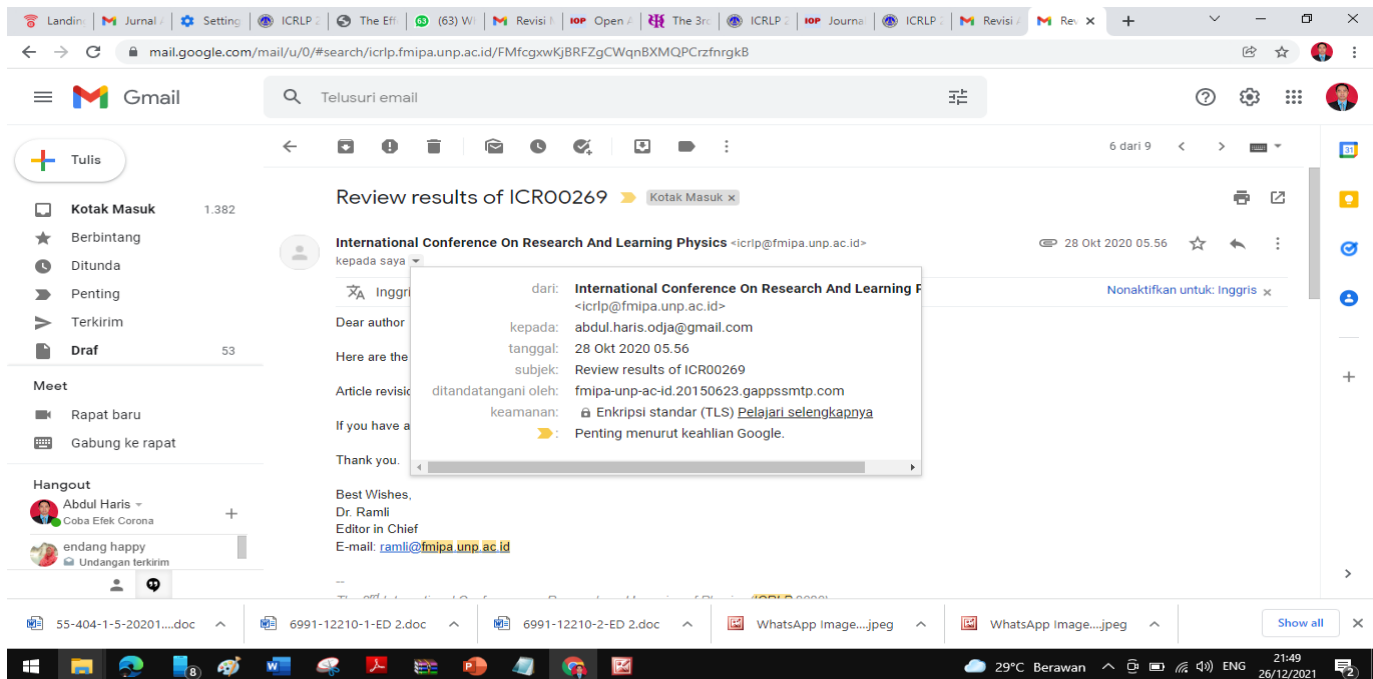 Landing Jurnal A Setting ICRLP 2 The Effe (63) W Revisi Open A The 3rd ICRLP 2 Journal ICRLP 2 Revisi A Rev
mail.google.com/mail/u/0/#search/icrlp.fmipa.unp.ac.id/FMfcgxwKjBRFZgCWqnBXMQPCrzfnrgkB
Gmail
Telusuri email
Tulis
6 dari 9
Kotak Masuk 1.382
Berbintang
Ditunda
Penting
Terkirim
Draf 53
Meet
Rapat baru
Gabung ke rapat
Hangout
Abdul Haris
Coba Efek Corona
endang happy
Undangan terkirim
Review results of ICR00269 Kotak Masuk x
International Conference On Research And Learning Physics <icrlp@fmipa.unp.ac.id>
28 Okt 2020 05.56
kepada saya
Inggri
Nonaktifkan untuk: Inggris x
dari: International Conference On Research And Learning P
<icrlp@fmipa.unp.ac.id>
kepada: abdul.haris.odja@gmail.com
tanggal: 28 Okt 2020 05.56
subjek: Review results of ICR00269
ditandatangani oleh: fmipa-unp-ac-id.20150623.gappssmtp.com
keamanan: Enkripsi standar (TLS) Pelajari selengkapnya
: Penting menurut keahlian Google.
Dear author
Here are the
Article revisio
If you have a
Thank you.
Best Wishes,
Dr. Ramli
Editor in Chief
E-mail: ramli@fmipa.unp.ac.id
--
55-404-1-5-20201....doc
6991-12210-1-ED 2.doc
6991-12210-2-ED 2.doc
WhatsApp Image....jpeg
WhatsApp Image....jpeg
Show all
29°C Berawan
ENG
21:49
26/12/2021